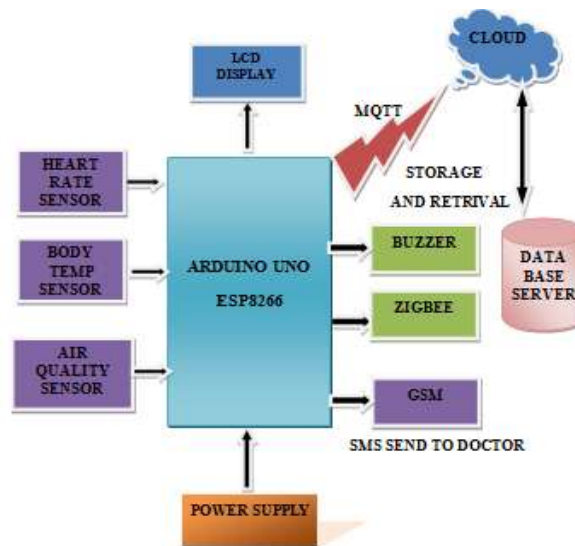 CLOUD
LCD
DISPLAY
MQTT
HEART
RATE
SENSOR
STORAGE
AND RETRIVAL
BODY
TEMP
SENSOR
ARDUINO UNO
ESP8266
BUZZER
DATA
BASE
SERVER
ZIGBEE
AIR
QUALITY
SENSOR
GSM
SMS SEND TO DOCTOR
POWER SUPPLY